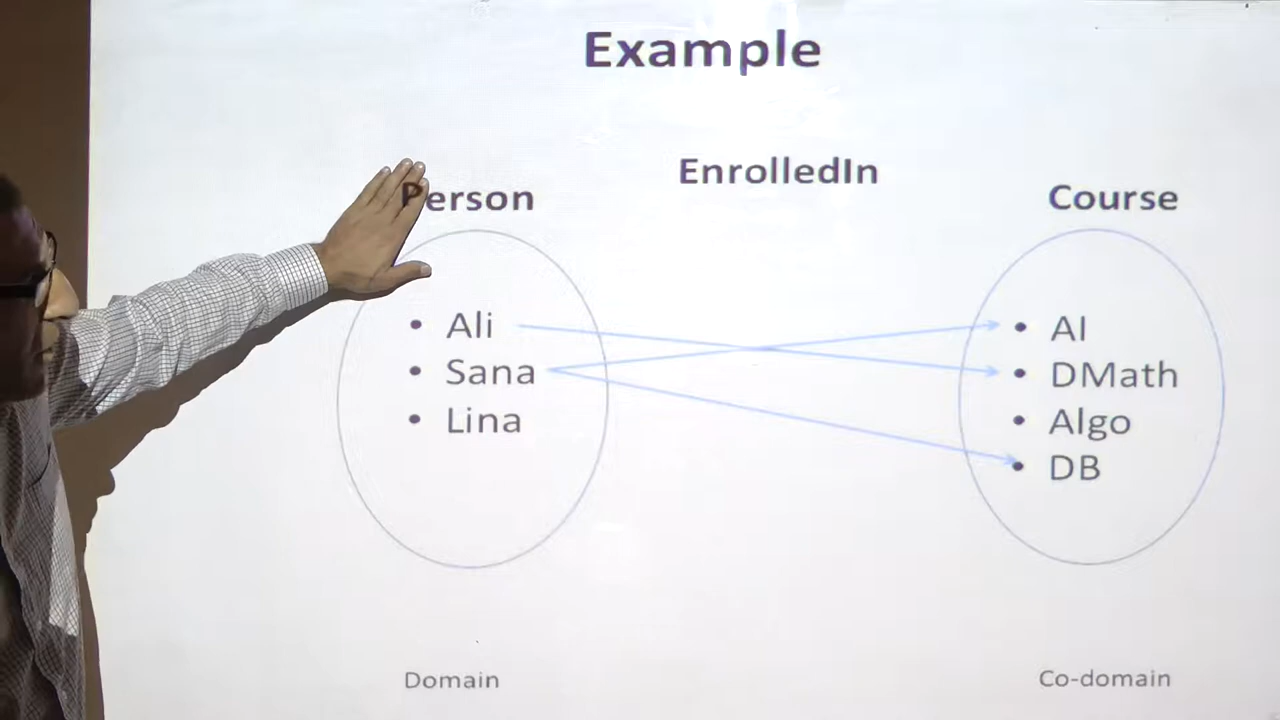 Example
EnrolledIn
Person
Course
• Ali
• Sana
• Lina
• AI
• DMath
• Algo
• DB
Domain
Co-domain